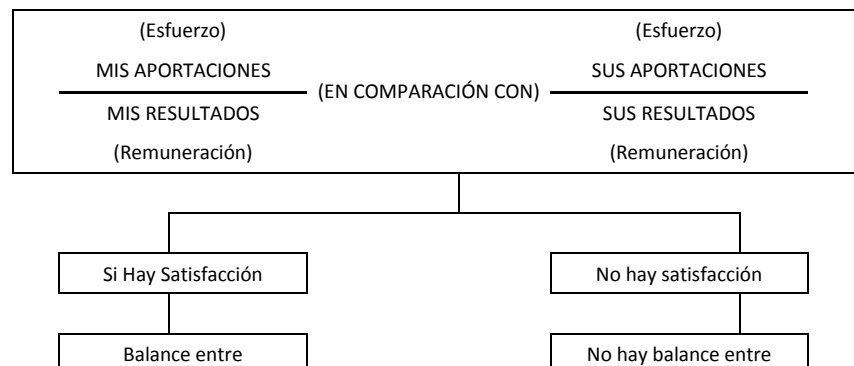 (Esfuerzo)
MIS APORTACIONES
MIS RESULTADOS
(Remuneración)
(EN COMPARACIÓN CON)
(Esfuerzo)
SUS APORTACIONES
SUS RESULTADOS
(Remuneración)
Si Hay Satisfacción
No hay satisfacción
Balance entre
No hay balance entre